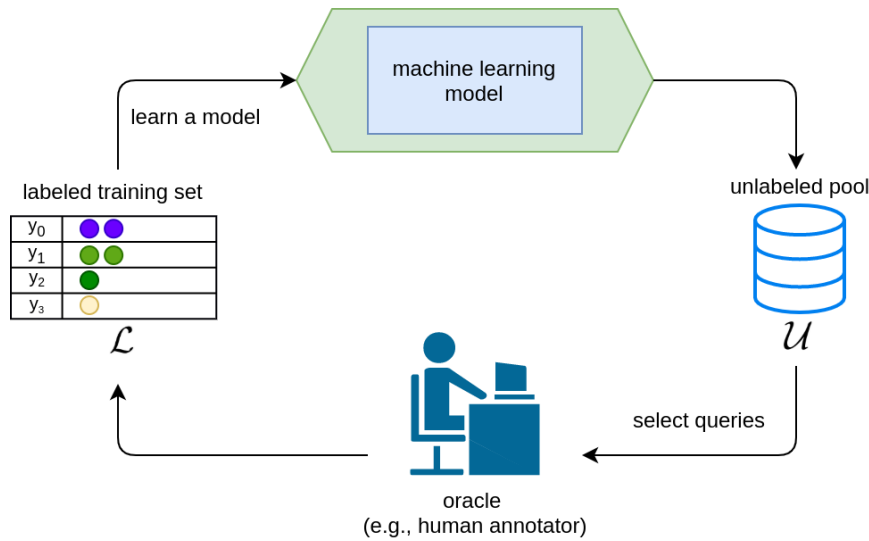 machine learning
model
learn a model
labeled training set
unlabeled pool
y0
y1
y2
y3
ℒ
𝒰
select queries
oracle
(e.g., human annotator)